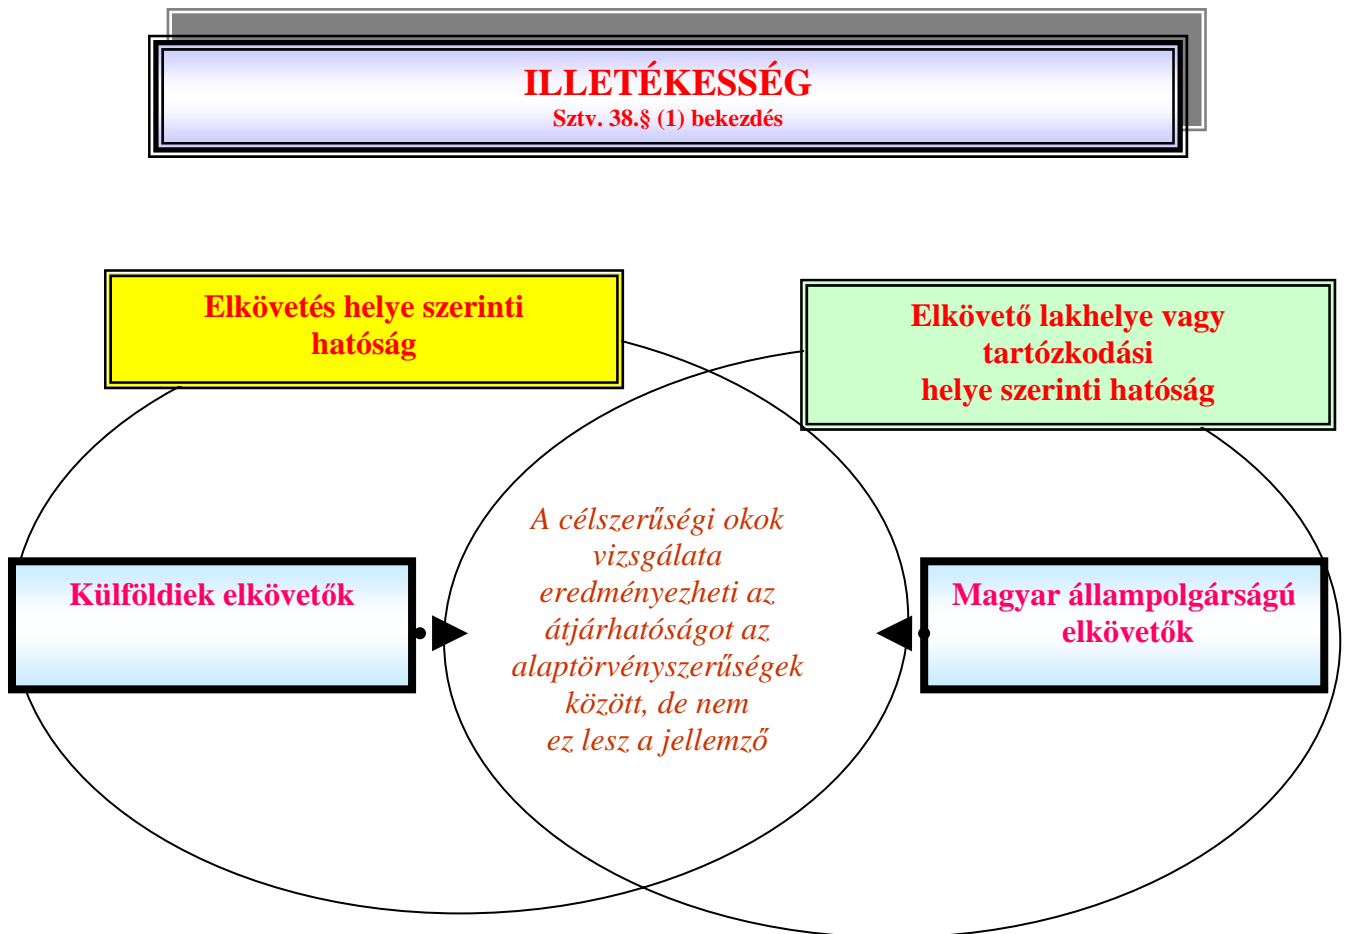 ILLETÉKESSÉG
Sztv. 38.§ (1) bekezdés
Elkövetés helye szerinti
hatóság
Elkövető lakhelye vagy
tartózkodási
helye szerinti hatóság
A célszerűségi okok
vizsgálata
eredményezheti az
átjárhatóságot az
alaptörvényszerűségek
között, de nem
ez lesz a jellemző
Külföldiek elkövetők
Magyar állampolgárságú
elkövetők